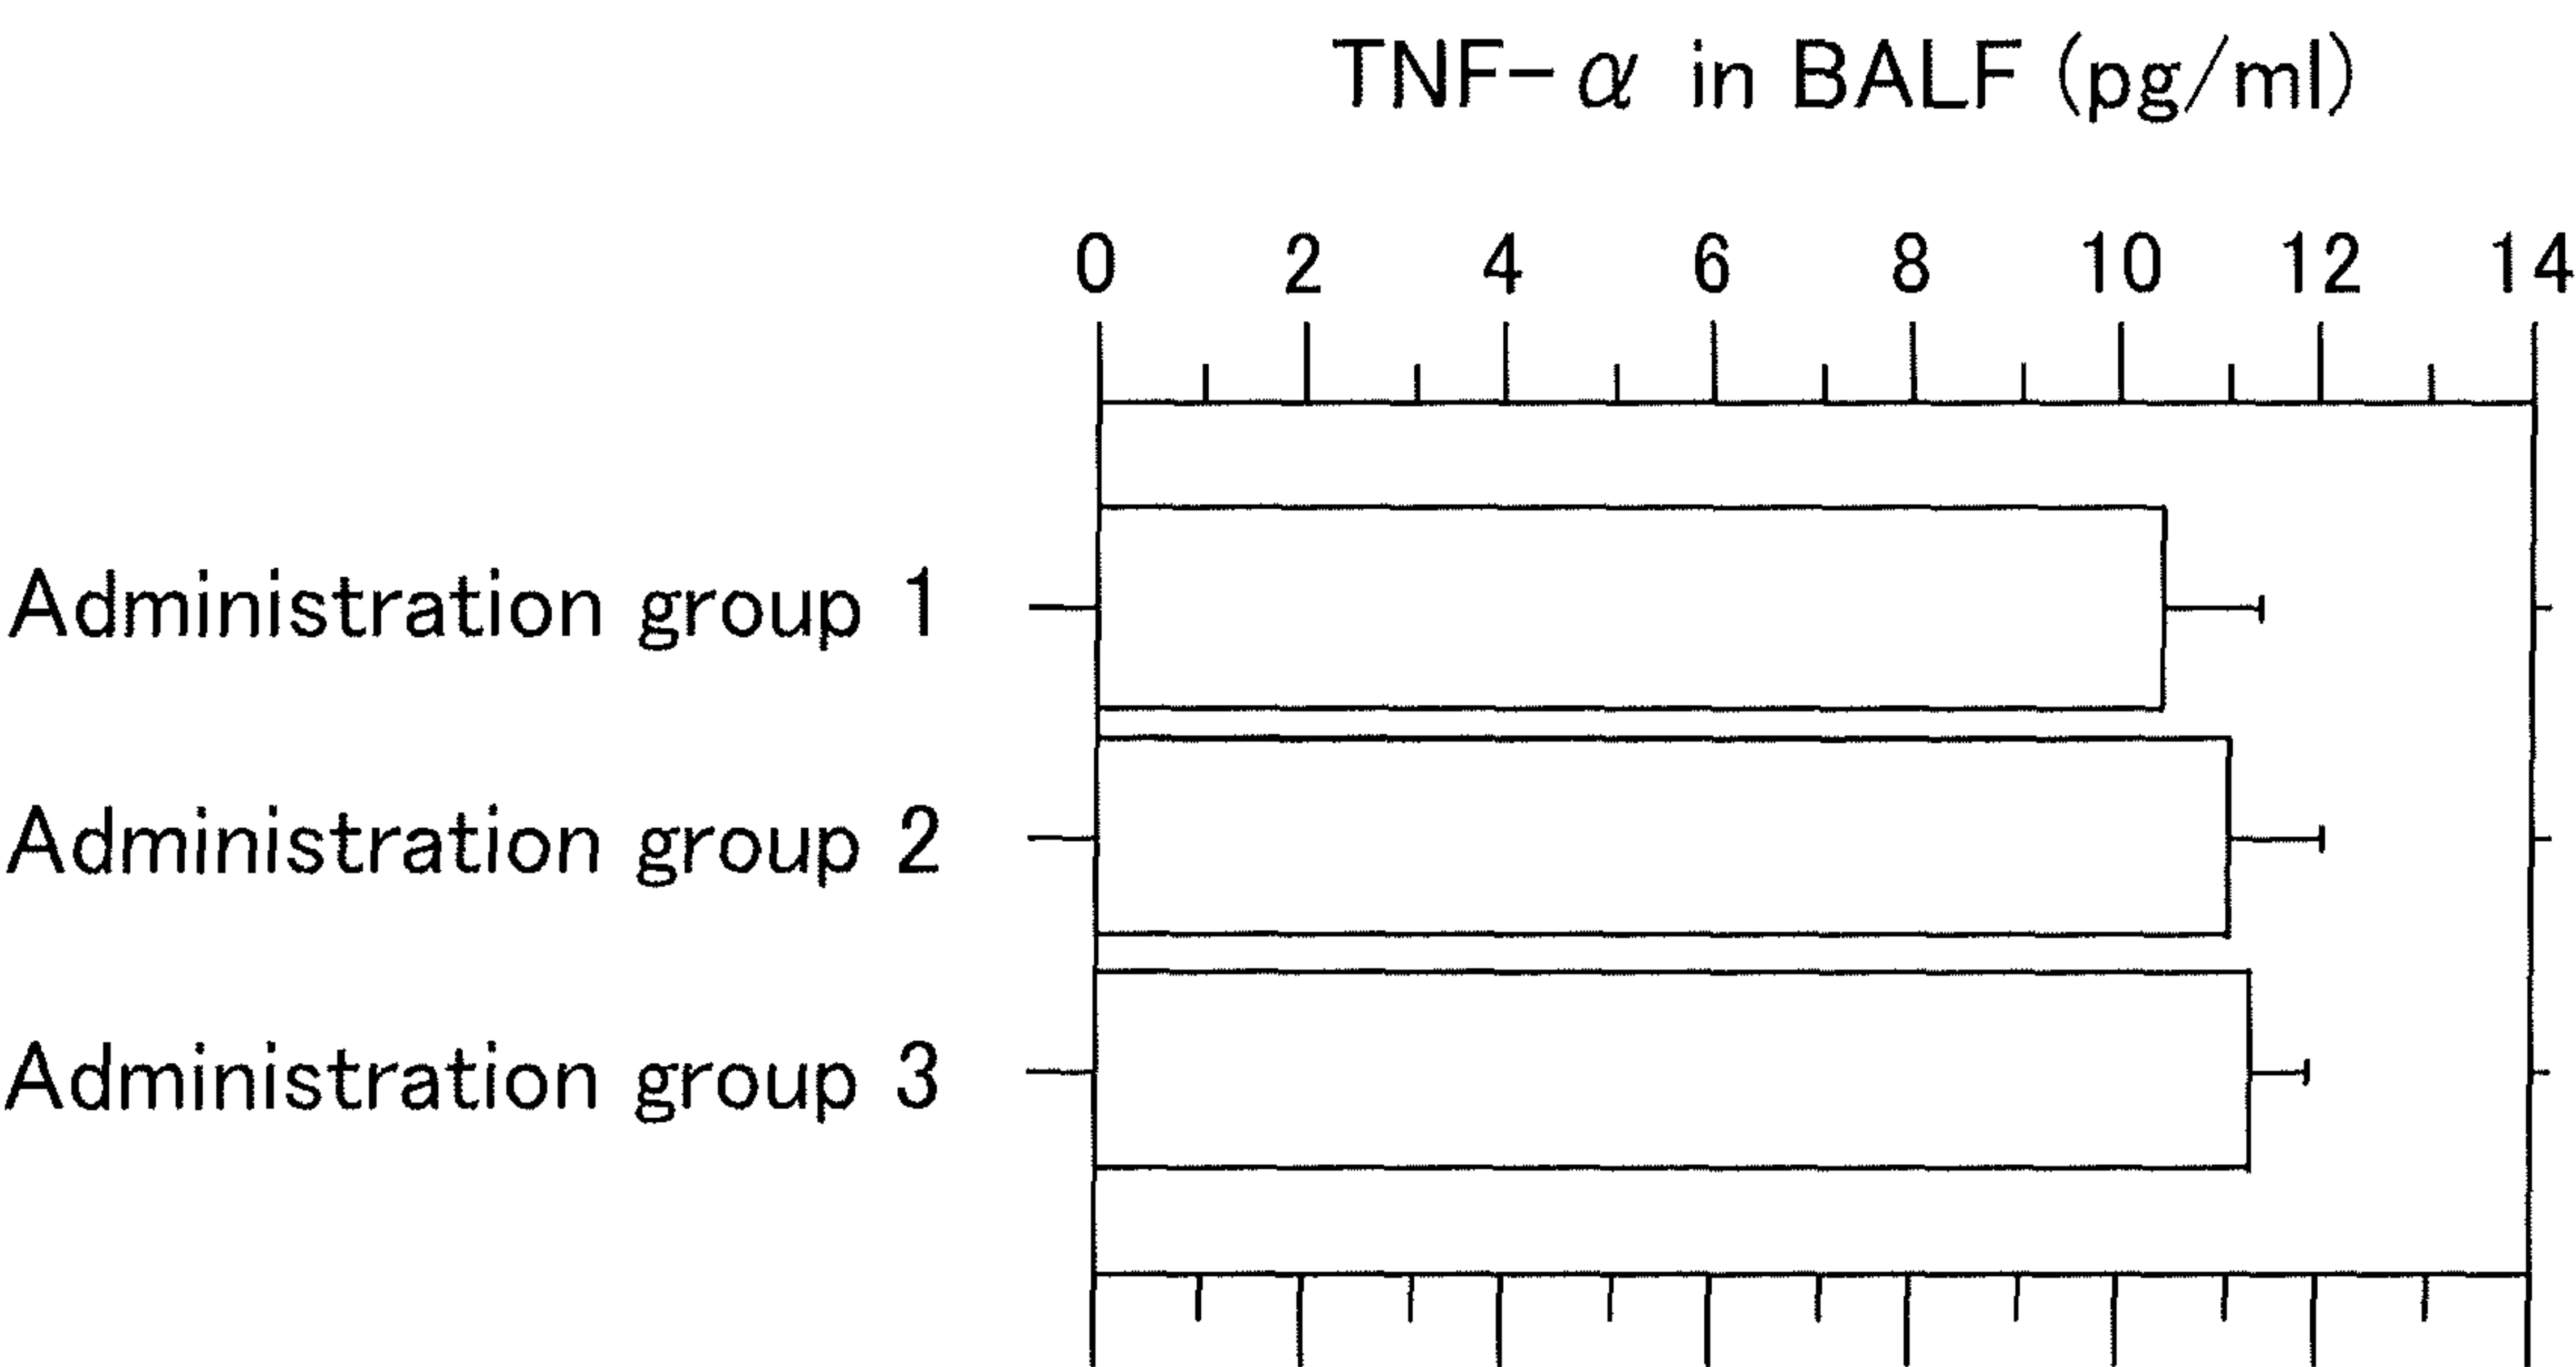 TNF-α in BALF (pg/ml)
0 2 4 6 8 10 12 14
Administration group 1
Administration group 2
Administration group 3